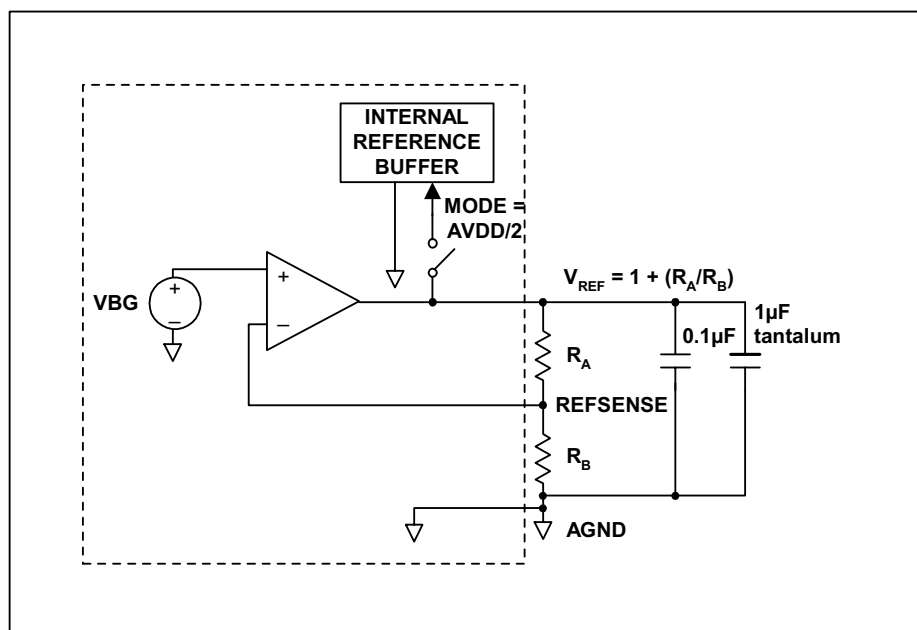 INTERNAL
REFERENCE
BUFFER
MODE =
AVDD/2
VBG
+
−
+
−
V_REF = 1 + (R_A/R_B)
0.1µF
1µF
tantalum
R_A
REFSENSE
R_B
AGND